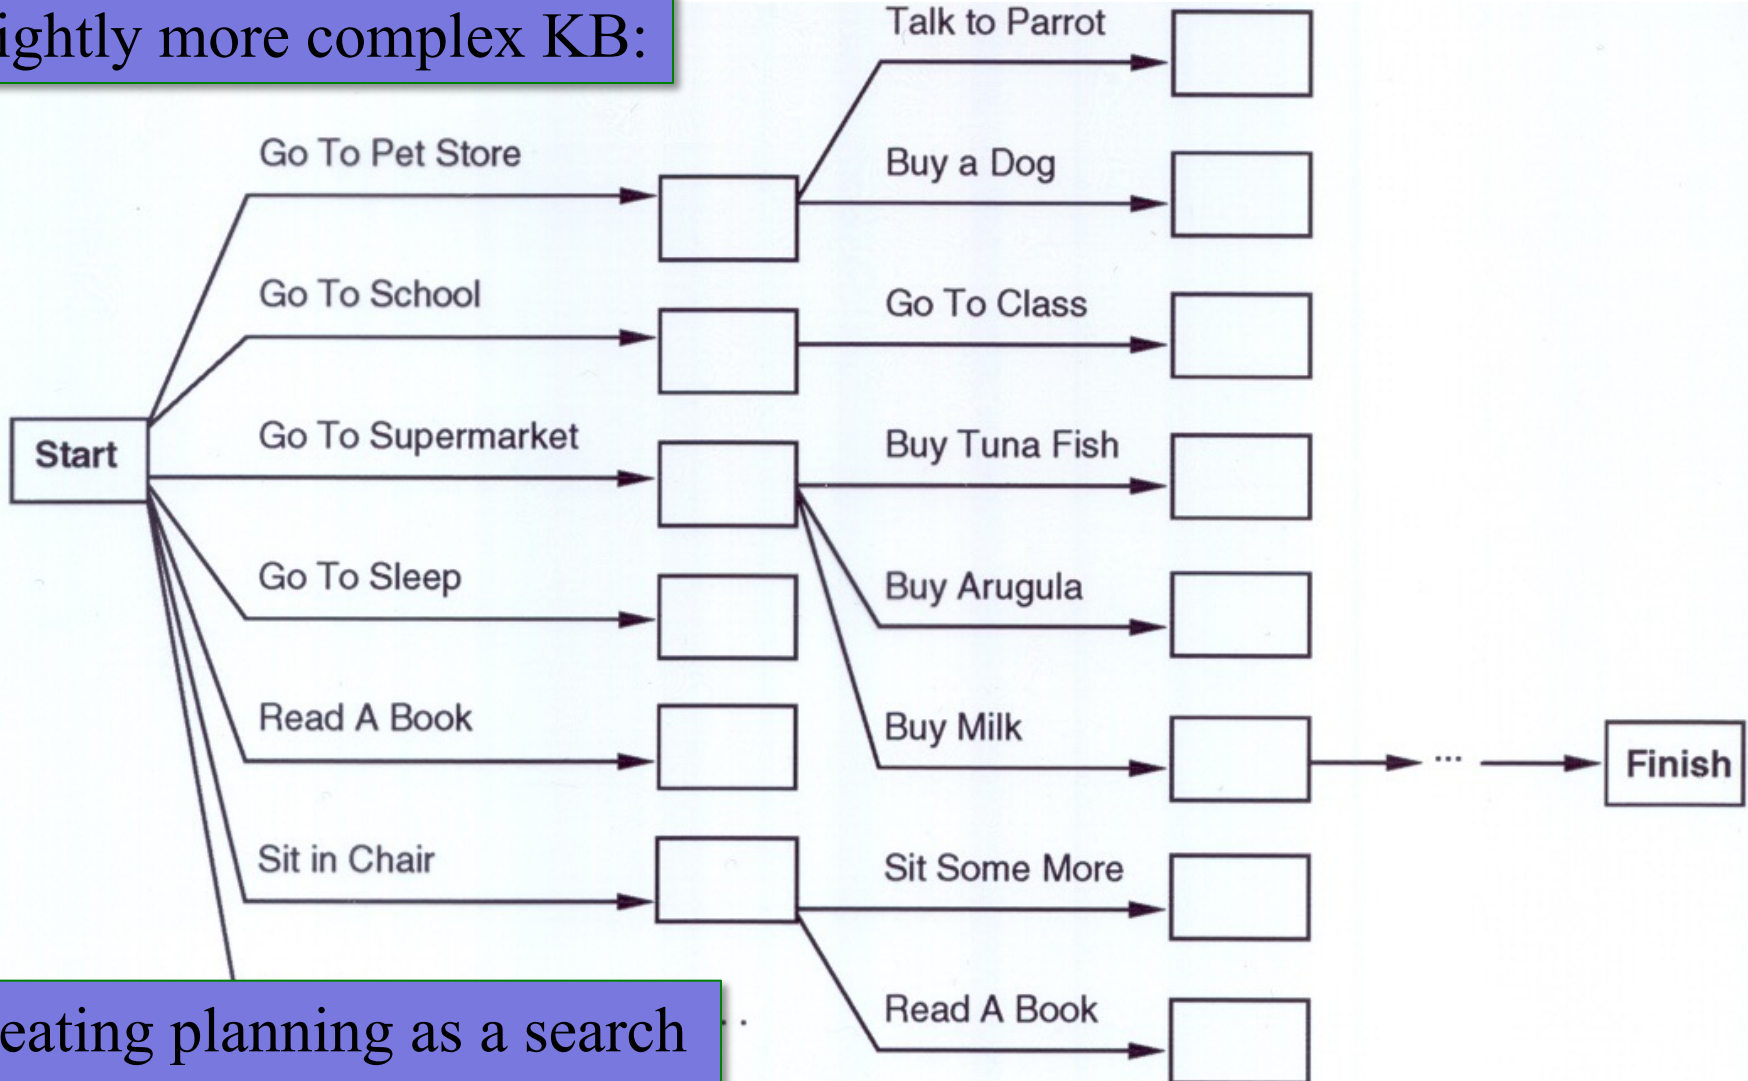 ightly more complex KB:
Talk to Parrot
Go To Pet Store
Buy a Dog
Go To School
Go To Class
Start
Go To Supermarket
Buy Tuna Fish
Go To Sleep
Buy Arugula
Read A Book
Buy Milk
...
Finish
Sit in Chair
Sit Some More
Read A Book
eating planning as a search
..